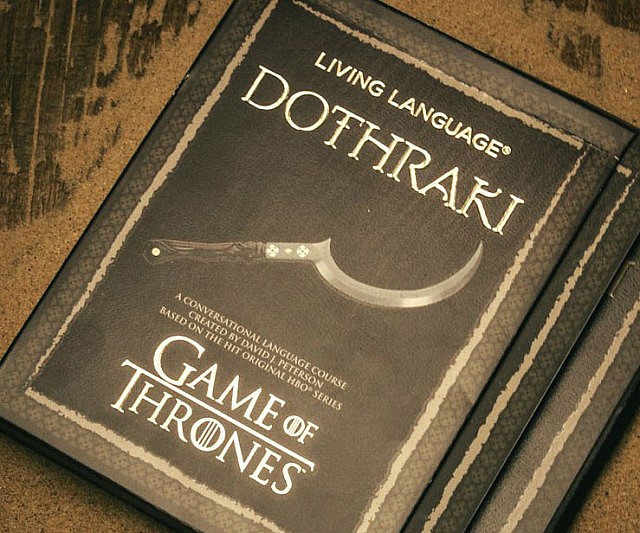 LIVING LANGUAGE®
DOTHRAKI
A CONVERSATIONAL LANGUAGE COURSE
CREATED BY DAVID J. PETERSON
BASED ON THE HIT ORIGINAL HBO® SERIES
GAME OF
THRONES